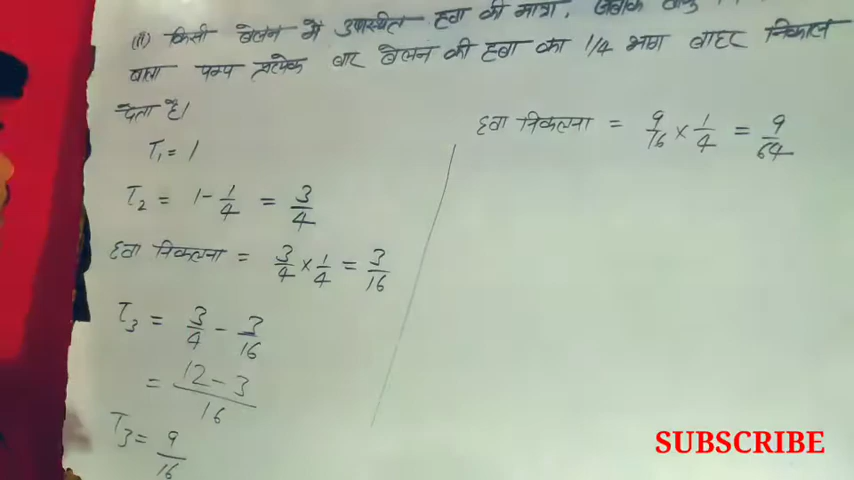 (ii) किसी बेलन में उपस्थित हवा की मात्रा, जबकि वायु
बाला पम्प प्रत्येक बार बेलन की हवा का 1/4 भाग बाहर निकाल
देता है।
T₁ = 1
T₂ = 1 - 1/4 = 3/4
हवा निकलना = 3/4 × 1/4 = 3/16
T₃ = 3/4 - 3/16
= 12 - 3/16
T₃ = 9/16
हवा निकलना = 9/16 × 1/4 = 9/64
SUBSCRIBE